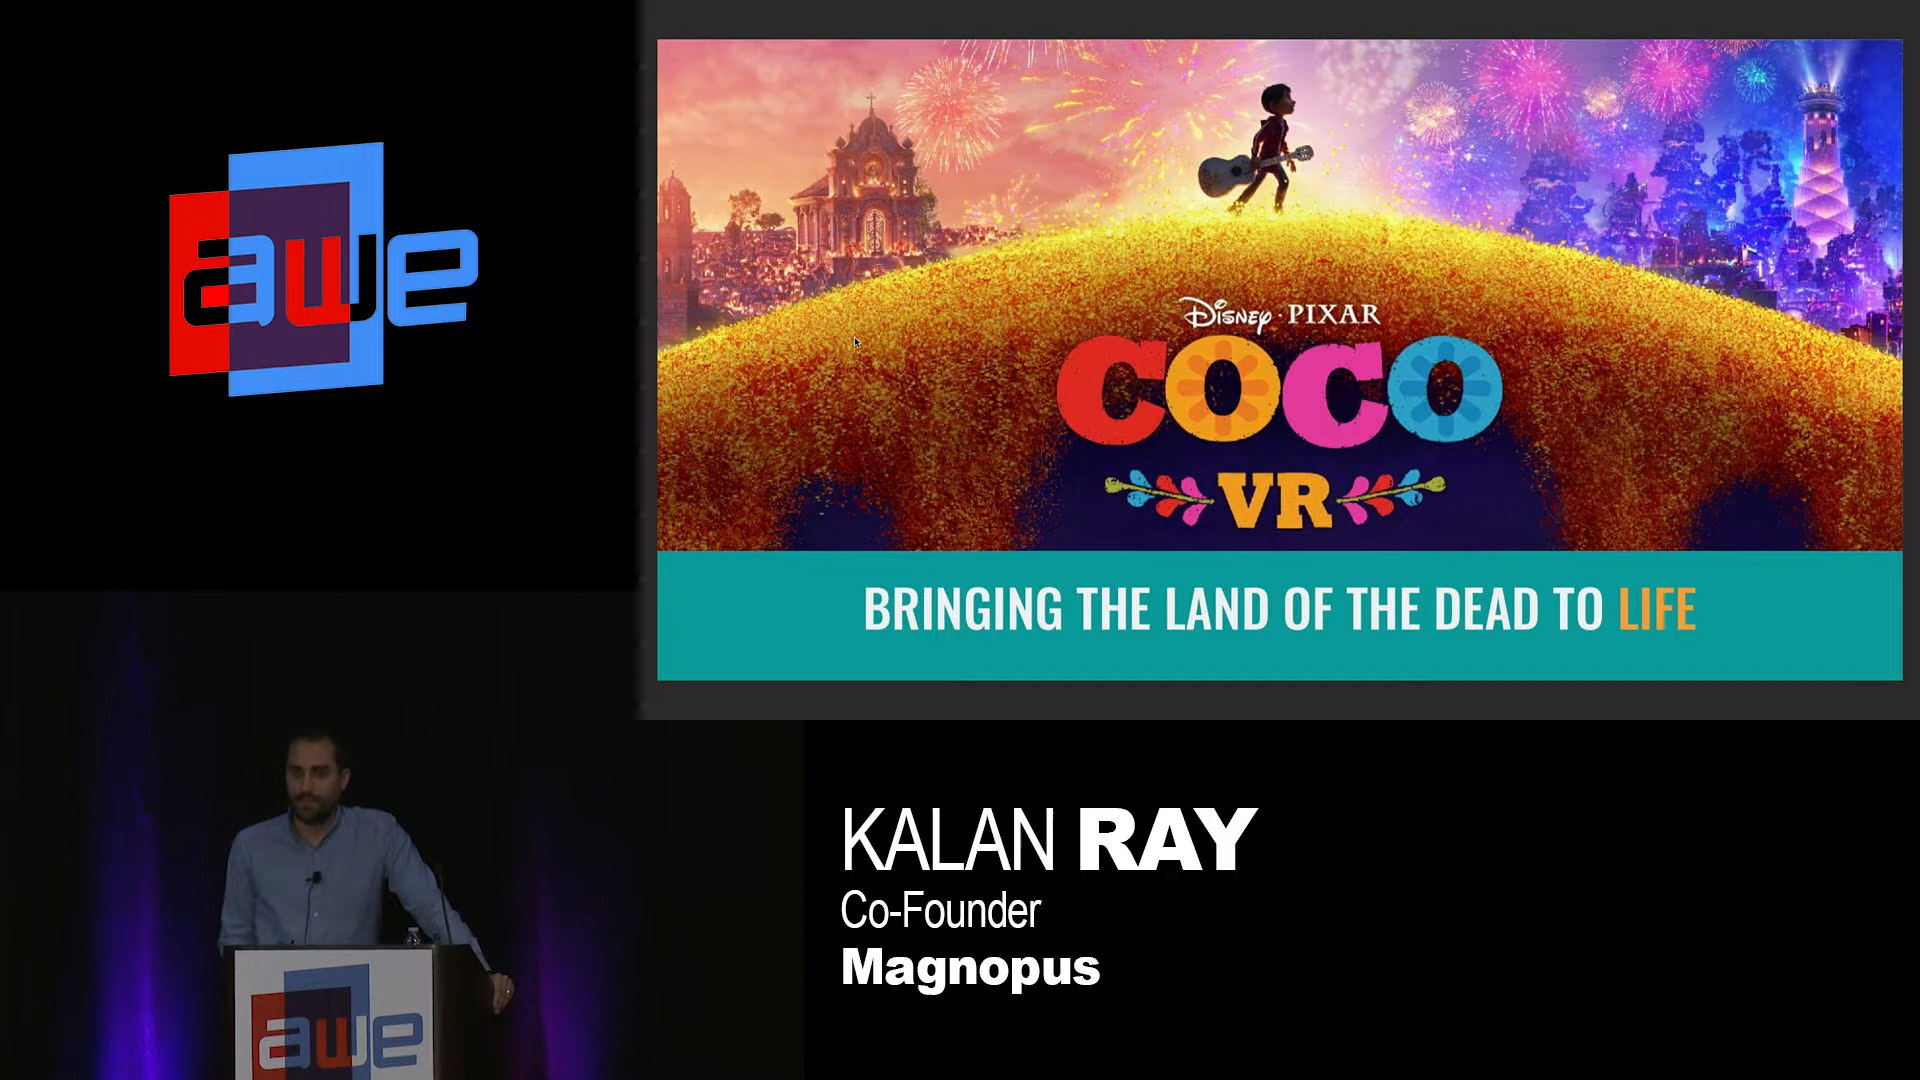 awe
DISNEY · PIXAR
COCO
VR
BRINGING THE LAND OF THE DEAD TO LIFE
KALAN RAY
Co-Founder
Magnopus
awe